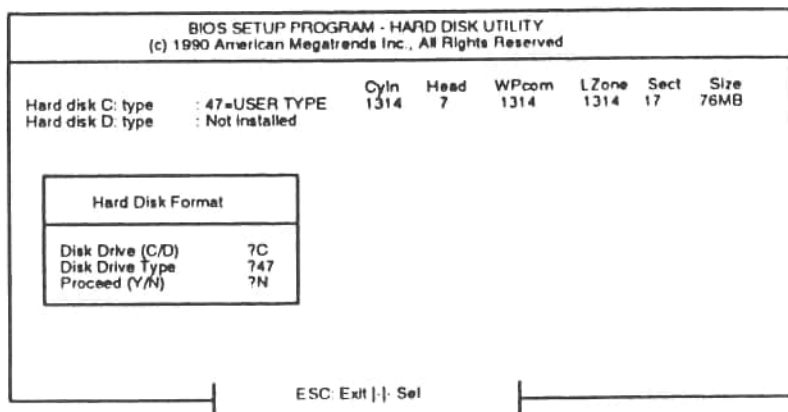 BIOS SETUP PROGRAM - HARD DISK UTILITY
(c) 1990 American Megatrends Inc., All Rights Reserved
Cyln Head WPcom LZone Sect Size
Hard disk C: type : 47=USER TYPE 1314 7 1314 1314 17 76MB
Hard disk D: type : Not Installed
Hard Disk Format
Disk Drive (C/D) ?C
Disk Drive Type ?47
Proceed (Y/N) ?N
ESC: Exit |-|- Sel